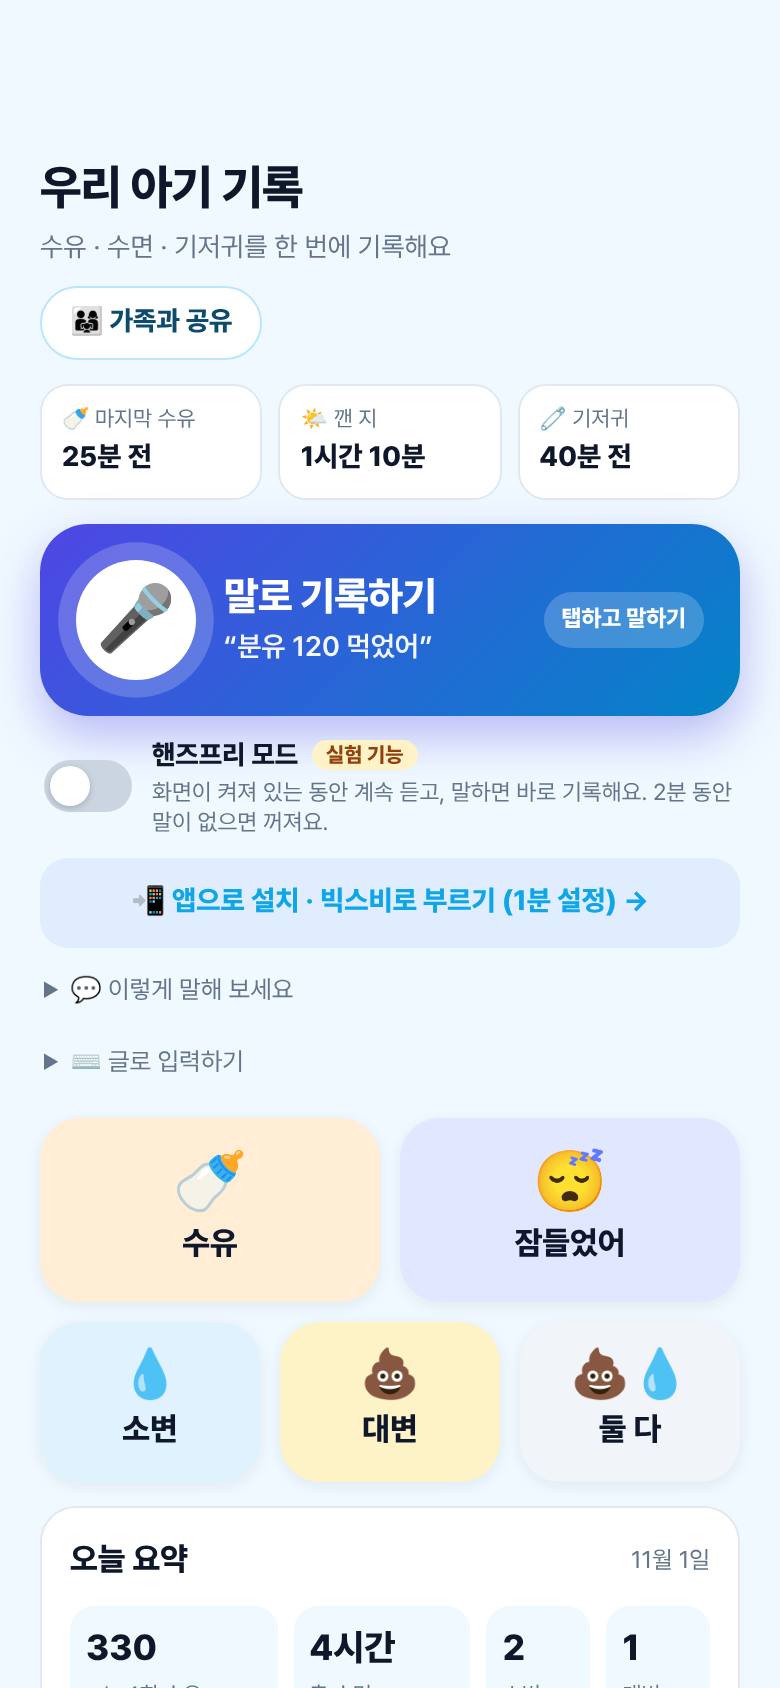 우리 아기 기록
수유 · 수면 · 기저귀를 한 번에 기록해요
가족과 공유
마지막 수유
25분 전
깬 지
1시간 10분
기저귀
40분 전
말로 기록하기
“분유 120 먹었어”
탭하고 말하기
핸즈프리 모드 실험 기능
화면이 켜져 있는 동안 계속 듣고, 말하면 바로 기록해요. 2분 동안
말이 없으면 꺼져요.
앱으로 설치 · 빅스비로 부르기 (1분 설정) →
이렇게 말해 보세요
글로 입력하기
수유
잠들었어
소변
대변
둘 다
오늘 요약
11월 1일
330
4시간
2
1